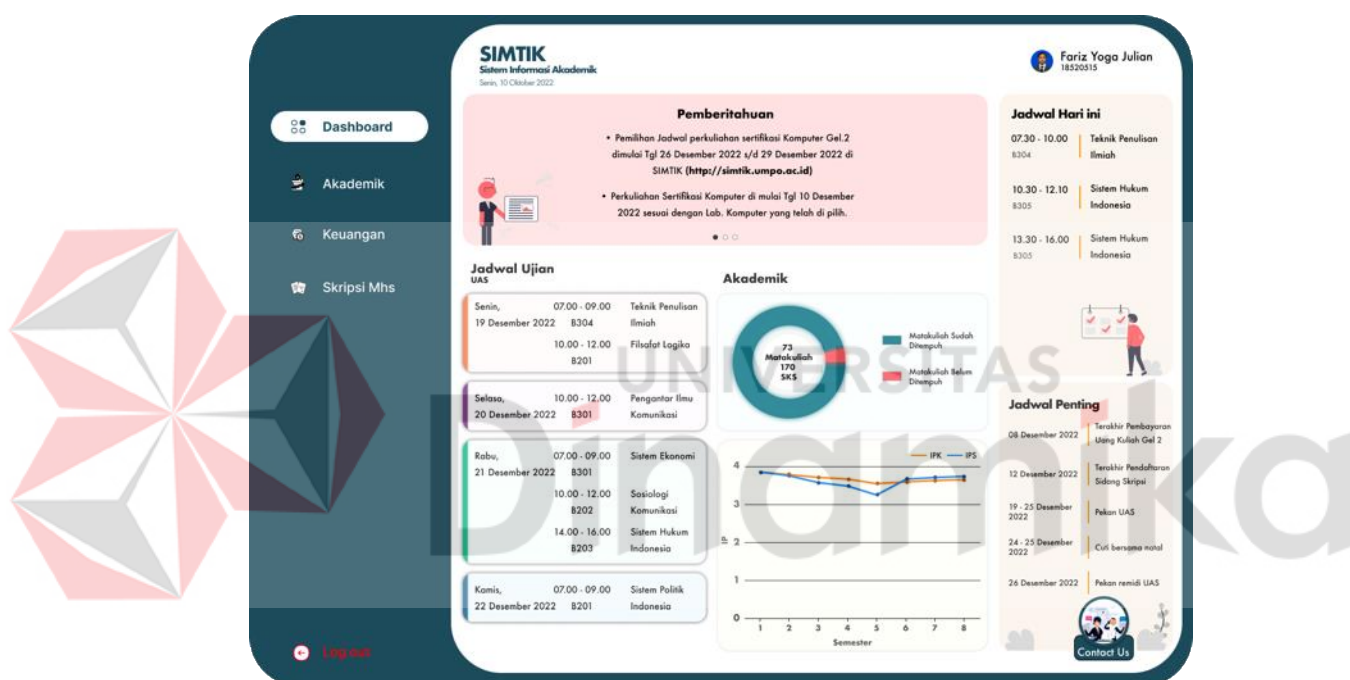 SIMTIK
Sistem Informasi Akademik
Senin, 10 Oktober 2022
Fariz Yoga Julian
18520515
Dashboard
Akademik
Keuangan
Skripsi Mhs
Log out
Pemberitahuan
• Pemilihan Jadwal perkuliahan sertifikasi Komputer Gel.2
dimulai Tgl 26 Desember 2022 s/d 29 Desember 2022 di
SIMTIK (http://simtik.umpo.ac.id)
• Perkuliahan Sertifikasi Komputer di mulai Tgl 10 Desember
2022 sesuai dengan Lab. Komputer yang telah di pilih.
Jadwal Hari ini
07.30 - 10.00 Teknik Penulisan
B304 Ilmiah
10.30 - 12.10 Sistem Hukum
B305 Indonesia
13.30 - 16.00 Sistem Hukum
B305 Indonesia
Jadwal Ujian
UAS
Senin, 07.00 - 09.00 Teknik Penulisan
19 Desember 2022 B304 Ilmiah
10.00 - 12.00 Filsafat Logika
B201
Selasa, 10.00 - 12.00 Pengantar Ilmu
20 Desember 2022 B301 Komunikasi
Rabu, 07.00 - 09.00 Sistem Ekonomi
21 Desember 2022 B301
10.00 - 12.00 Sosiologi
B202 Komunikasi
14.00 - 16.00 Sistem Hukum
B203 Indonesia
Kamis, 07.00 - 09.00 Sistem Politik
22 Desember 2022 B201 Indonesia
Akademik
73
Matakuliah
170
SKS
Matakuliah Sudah
Ditempuh
Matakuliah Belum
Ditempuh
IPK IPS
4
3
2
1
0
IP
1 2 3 4 5 6 7 8
Semester
Jadwal Penting
08 Desember 2022 Terakhir Pembayaran
Uang Kuliah Gel 2
12 Desember 2022 Terakhir Pendaftaran
Sidang Skripsi
19 - 25 Desember
2022 Pekan UAS
24 - 25 Desember
2022 Cuti bersama natal
26 Desember 2022 Pekan remidi UAS
Contact Us
UNIVERSITAS
Dinamika